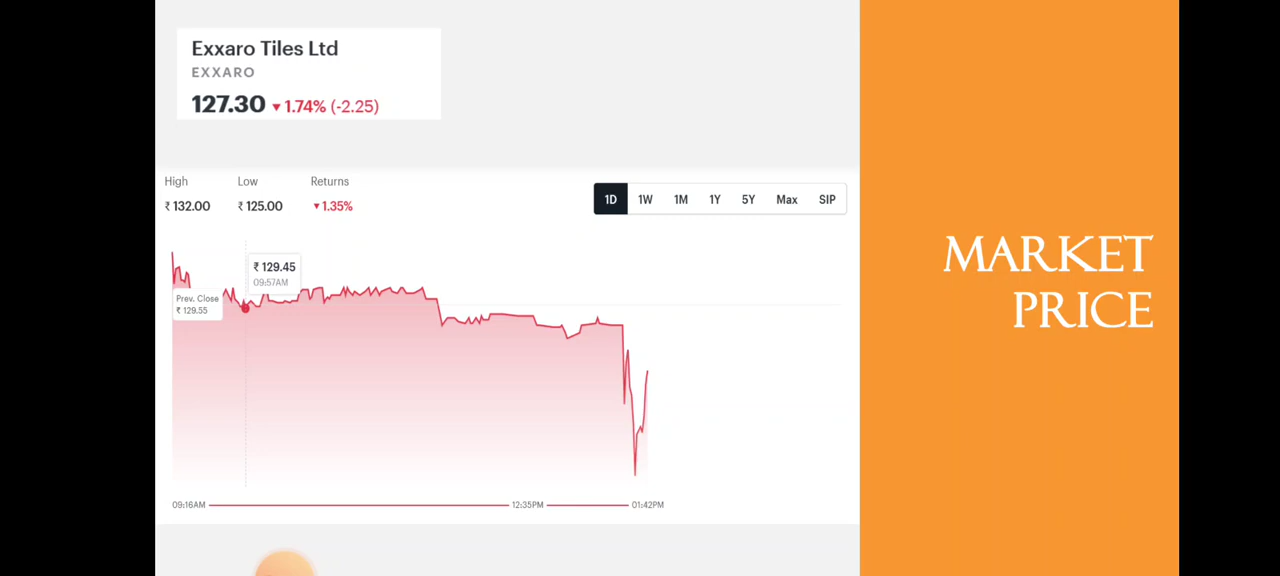 Exxaro Tiles Ltd
EXXARO
127.30 ▼ 1.74% (-2.25)
High Low Returns
₹ 132.00 ₹ 125.00 ▼ 1.35%
1D 1W 1M 1Y 5Y Max SIP
₹ 129.45
09:57AM
Prev. Close
₹ 129.55
09:16AM 12:35PM 01:42PM
MARKET
PRICE